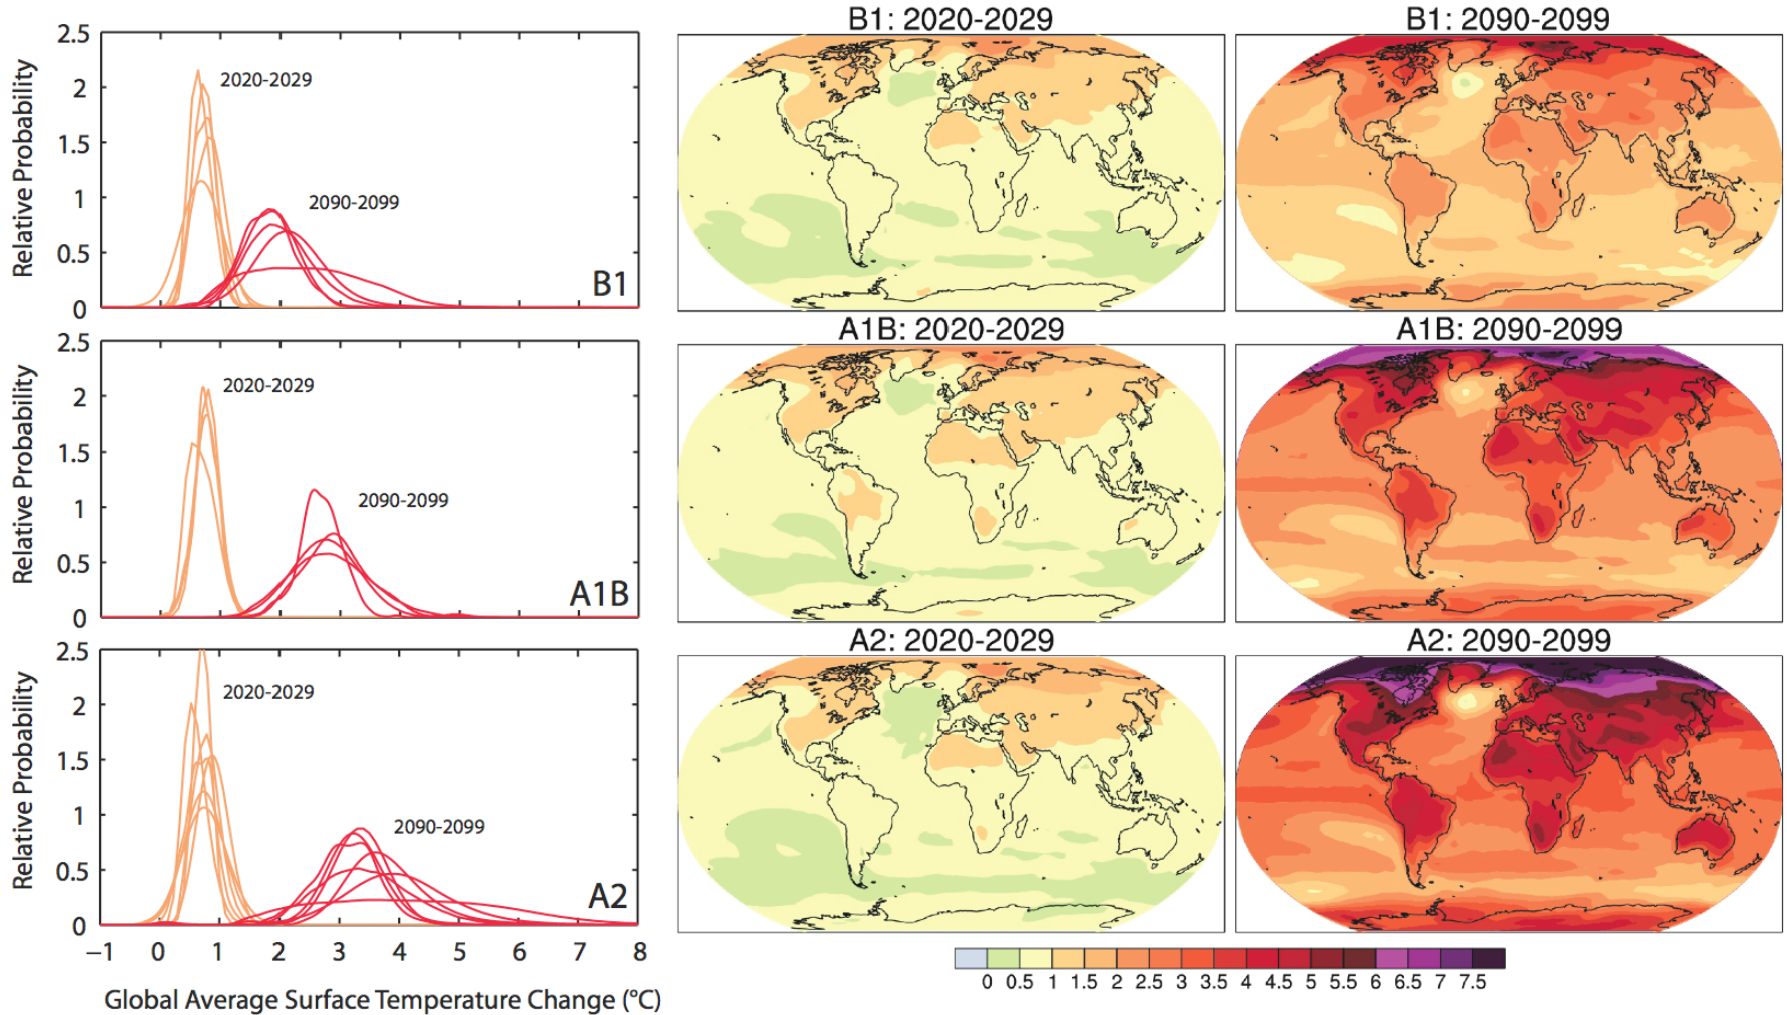 B1: 2020-2029
B1: 2090-2099
2.5
2
1.5
1
0.5
0
Relative Probability
2020-2029
2090-2099
B1
A1B: 2020-2029
A1B: 2090-2099
2.5
2
1.5
1
0.5
0
Relative Probability
2020-2029
2090-2099
A1B
A2: 2020-2029
A2: 2090-2099
2.5
2
1.5
1
0.5
0
Relative Probability
2020-2029
2090-2099
A2
−1 0 1 2 3 4 5 6 7 8
Global Average Surface Temperature Change (°C)
0 0.5 1 1.5 2 2.5 3 3.5 4 4.5 5 5.5 6 6.5 7 7.5